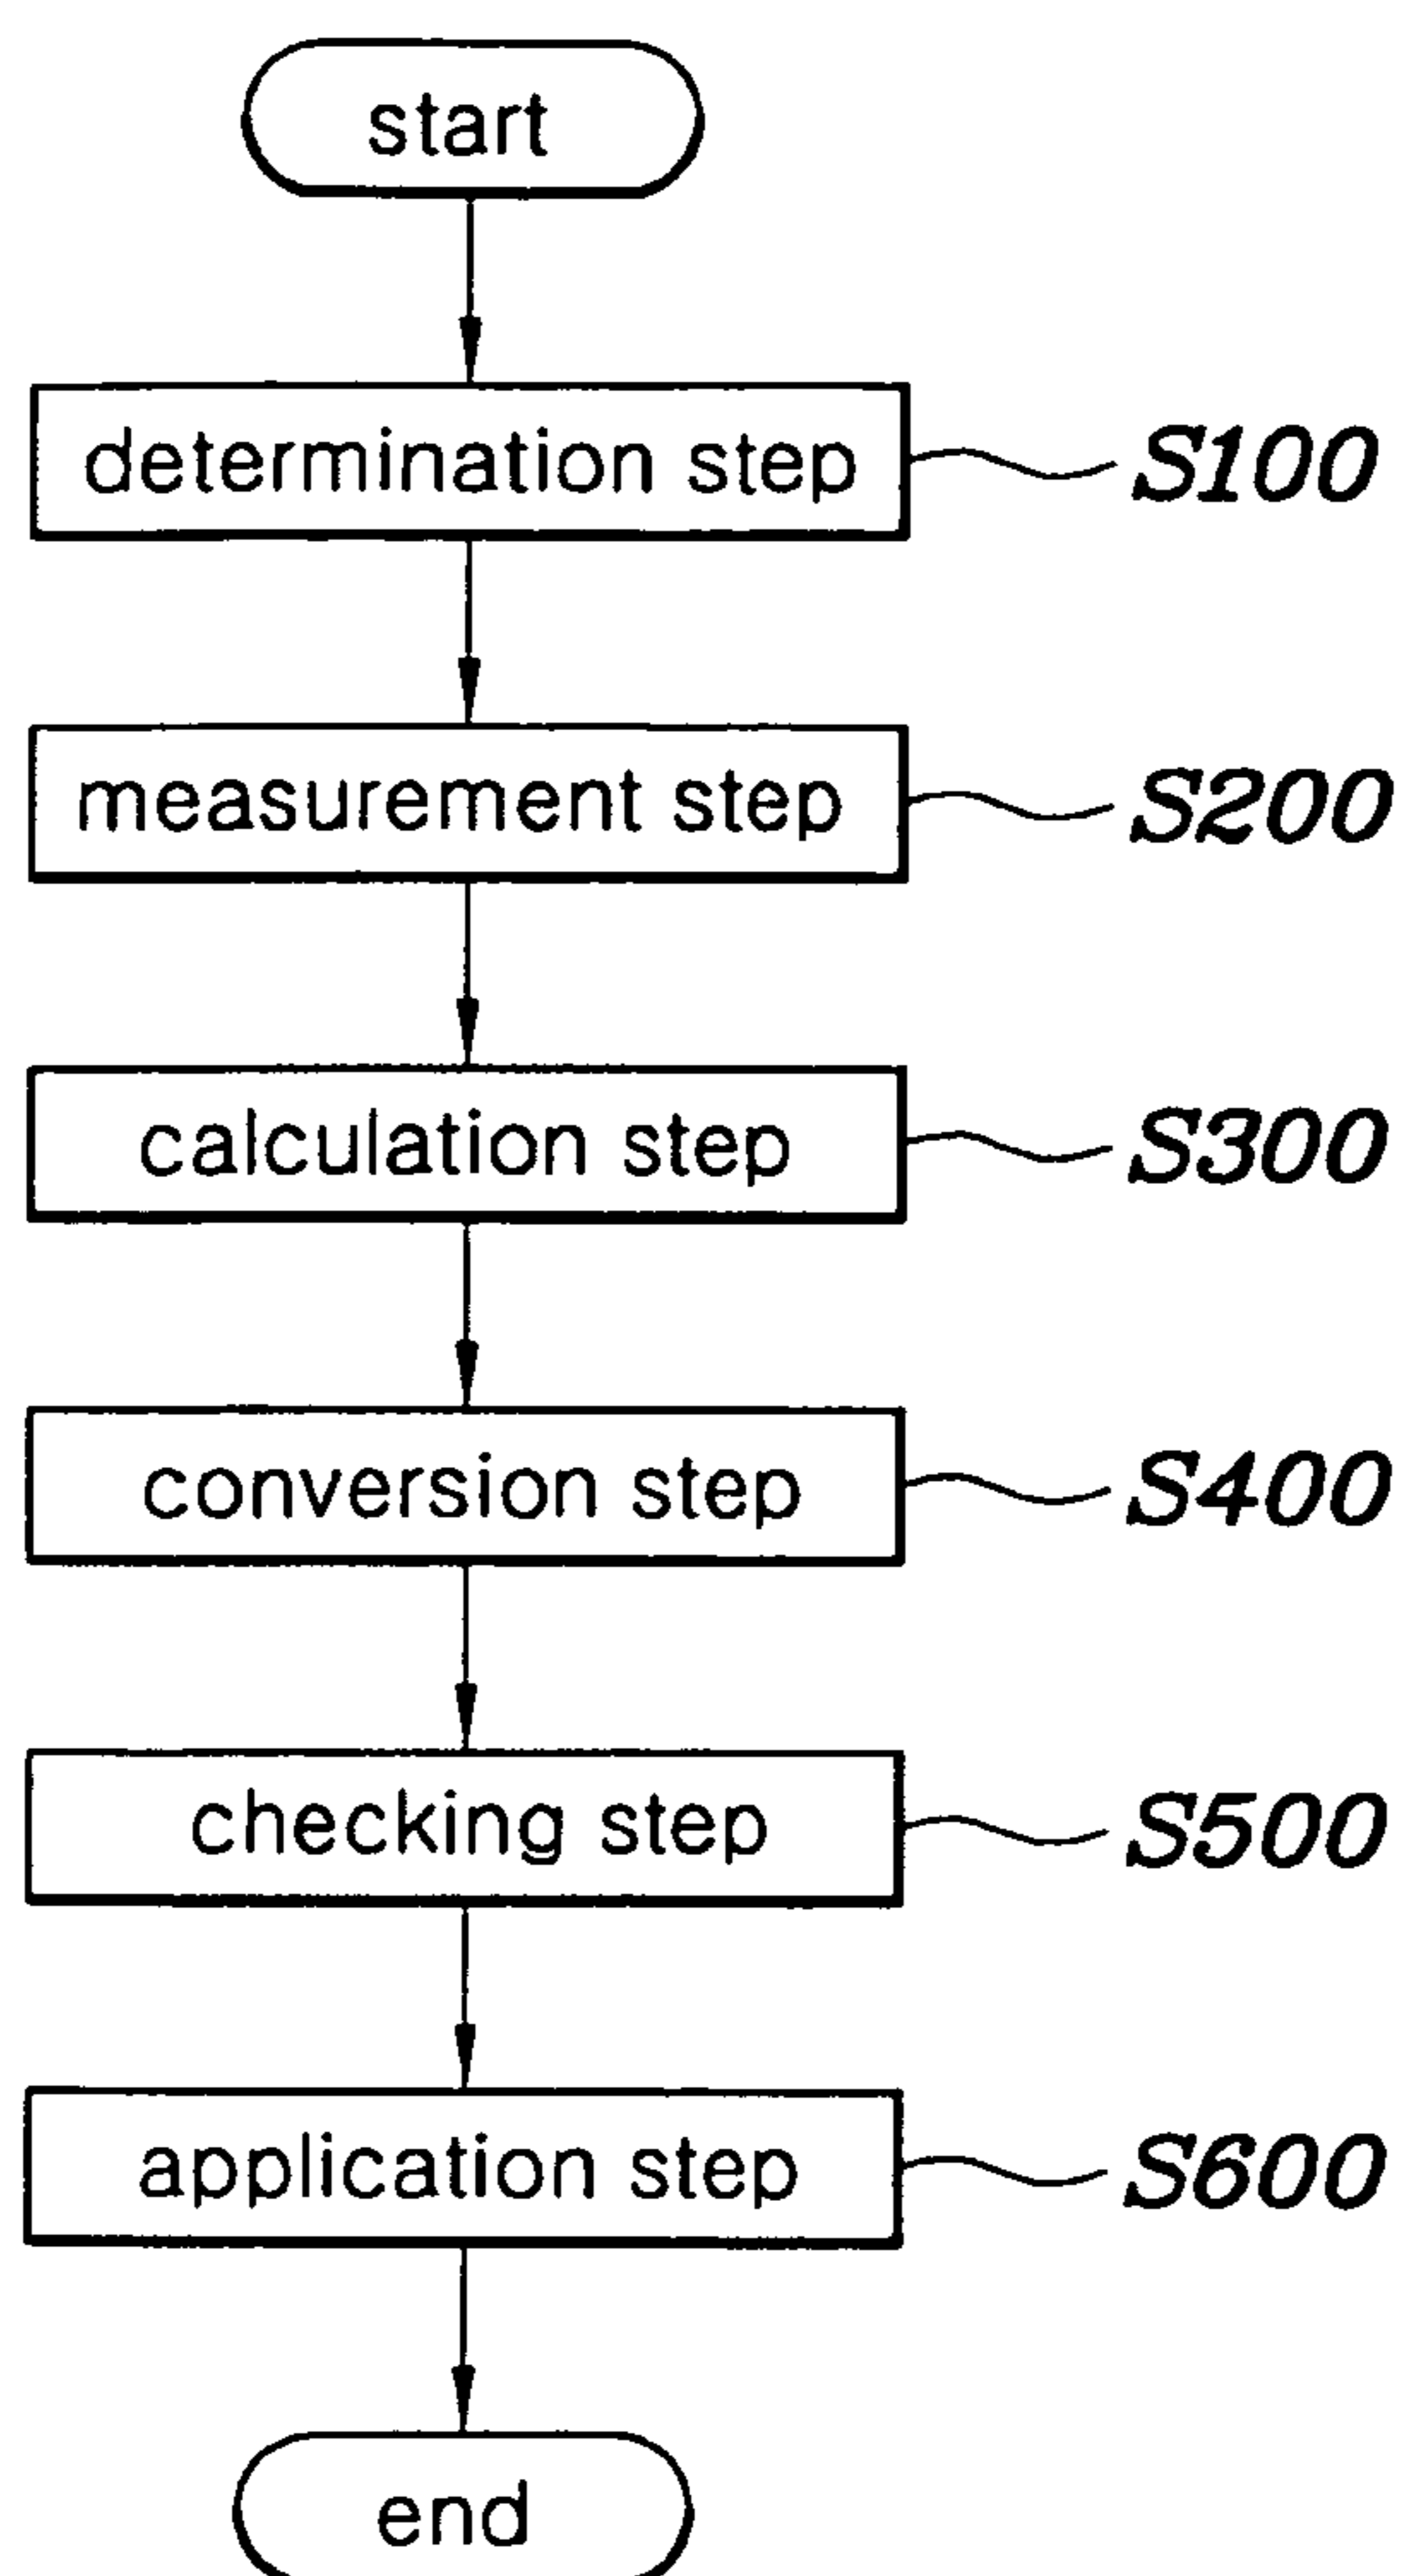 start
determination step S100
measurement step S200
calculation step S300
conversion step S400
checking step S500
application step S600
end